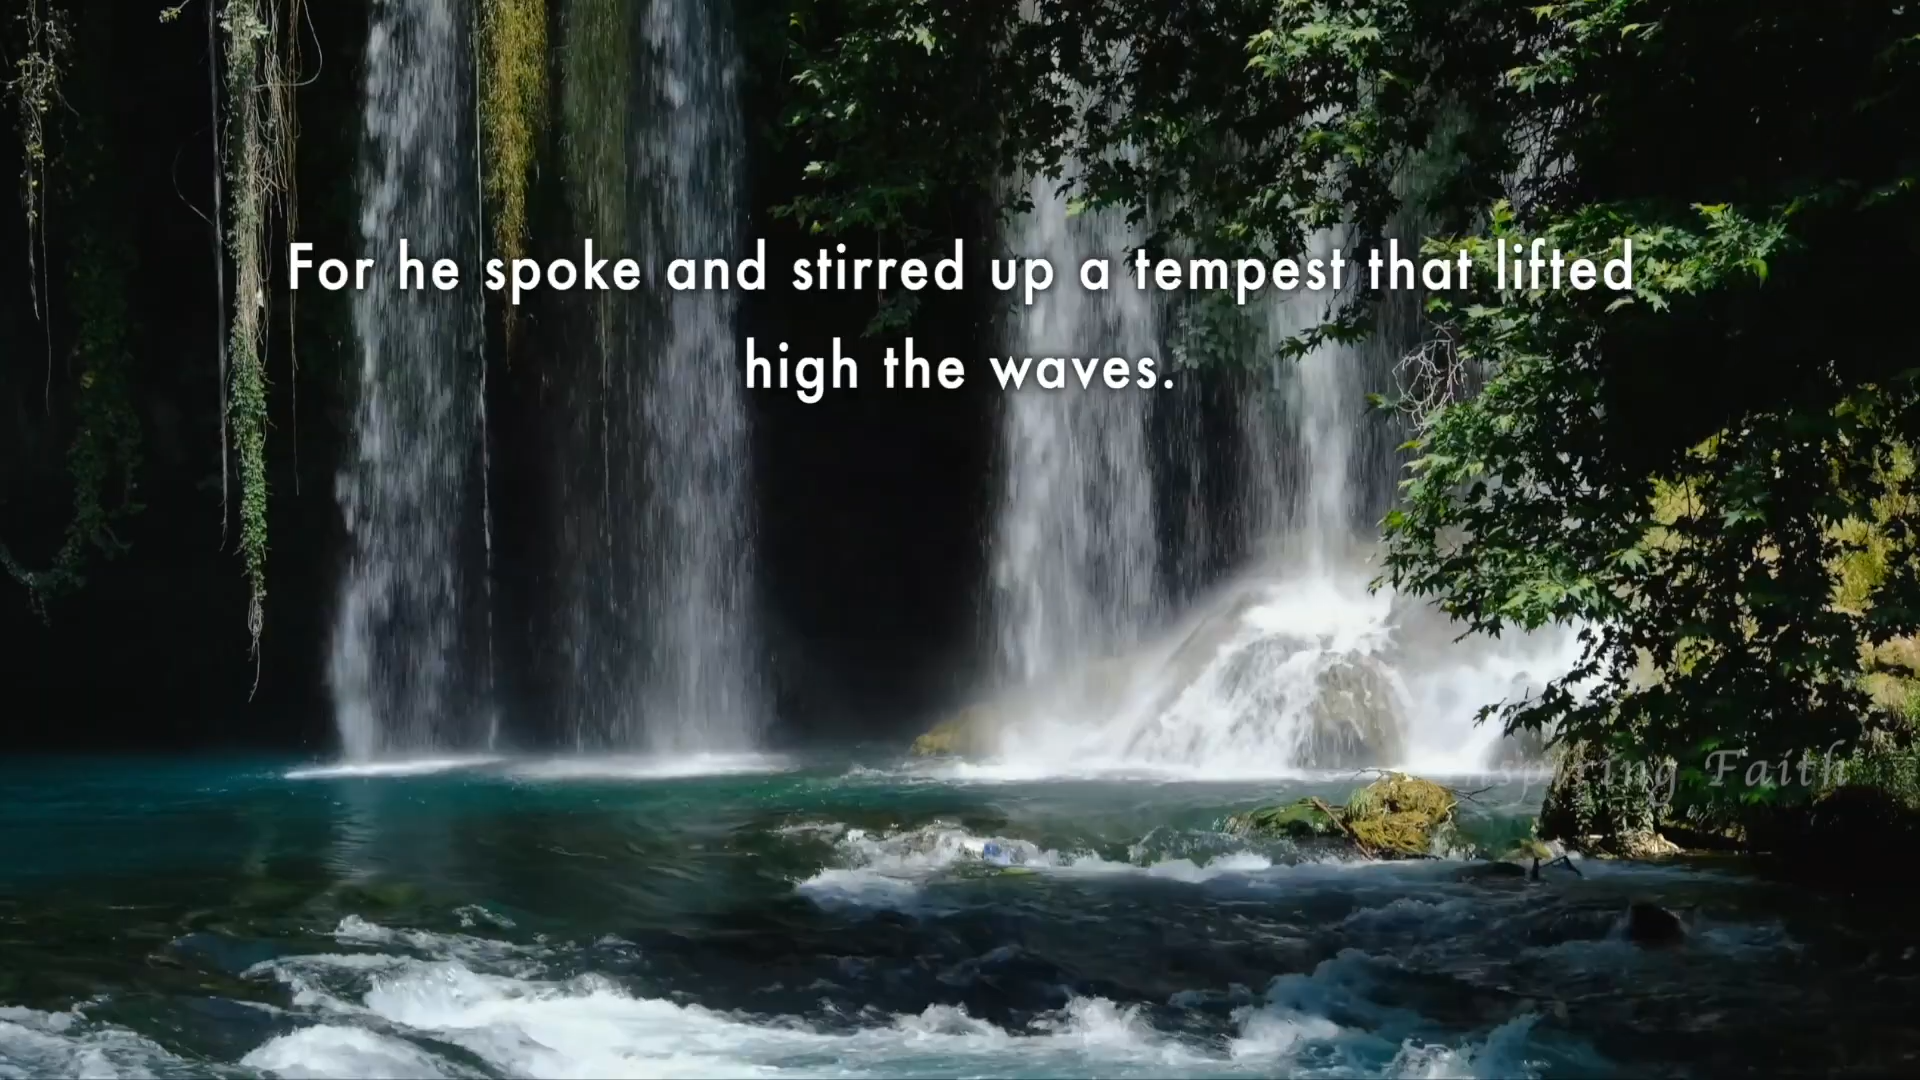 For he spoke and stirred up a tempest that lifted
high the waves.
Faith